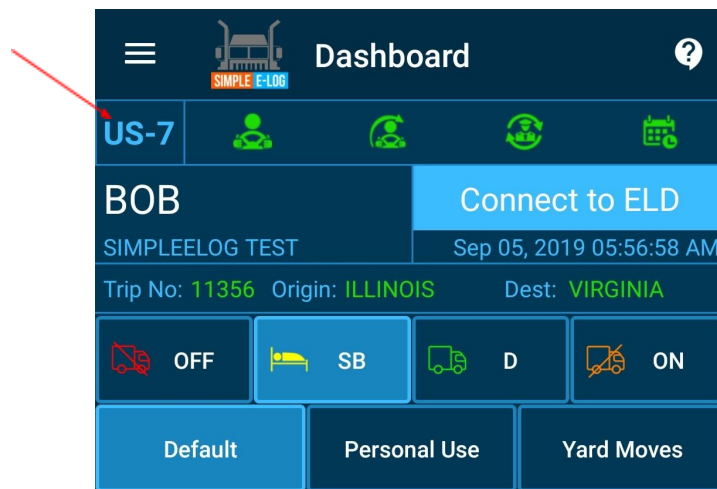 Dashboard
?
SIMPLE E-LOG
US-7
BOB
Connect to ELD
SIMPLEELOG TEST
Sep 05, 2019 05:56:58 AM
Trip No: 11356 Origin: ILLINOIS Dest: VIRGINIA
OFF SB D ON
Default Personal Use Yard Moves